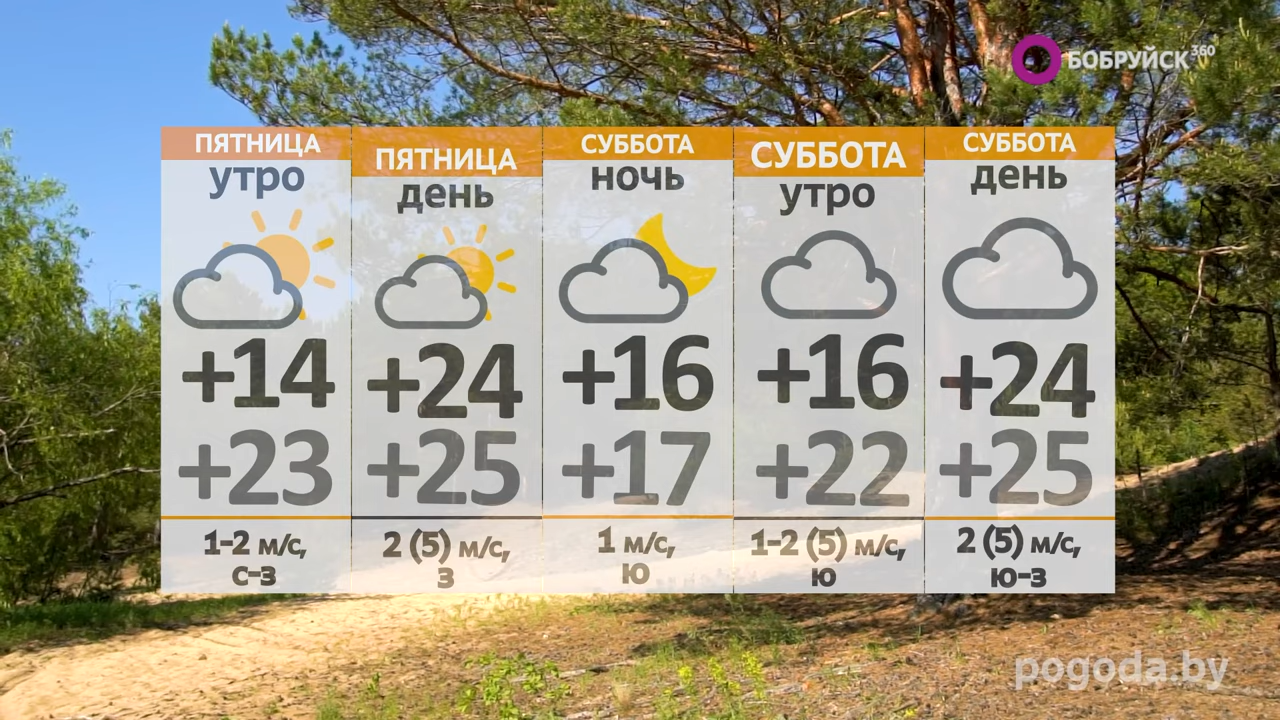 БОБРУЙСК360
ПЯТНИЦА
утро
+14
+23
1-2 м/с,
с-з
ПЯТНИЦА
день
+24
+25
2 (5) м/с,
з
СУББОТА
ночь
+16
+17
1 м/с,
ю
СУББОТА
утро
+16
+22
1-2 (5) м/с,
ю
СУББОТА
день
+24
+25
2 (5) м/с,
ю-з
pogoda.by